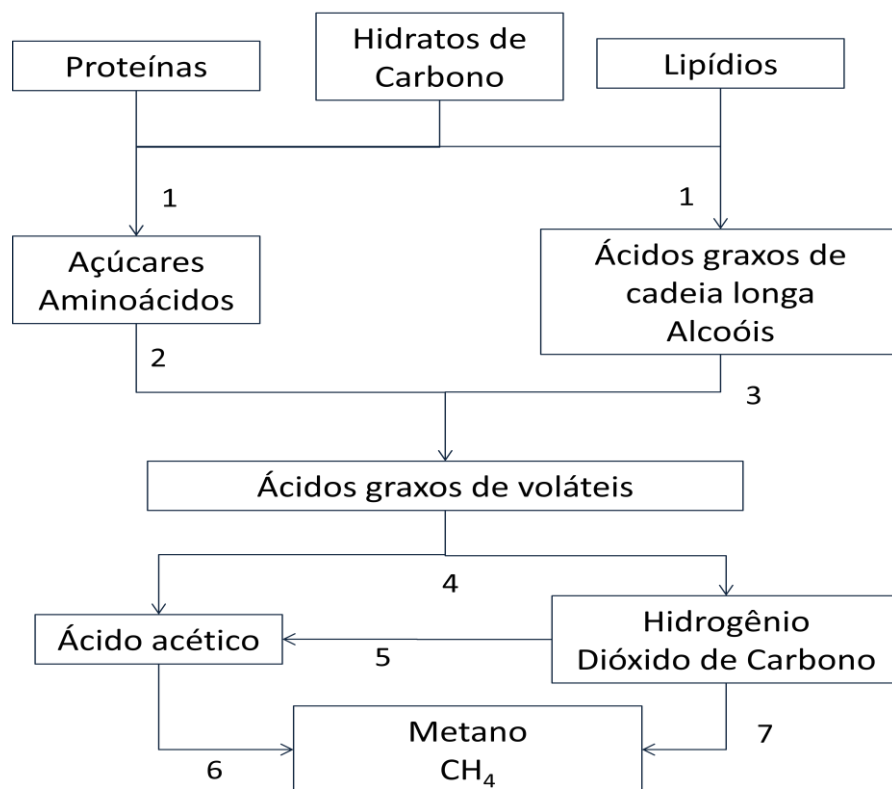 Proteínas
Hidratos de
Carbono
Lipídios
1
1
Açúcares
Aminoácidos
Ácidos graxos de
cadeia longa
Alcoóis
2
3
Ácidos graxos de voláteis
4
Ácido acético
Hidrogênio
Dióxido de Carbono
5
Metano
CH₄
6
7